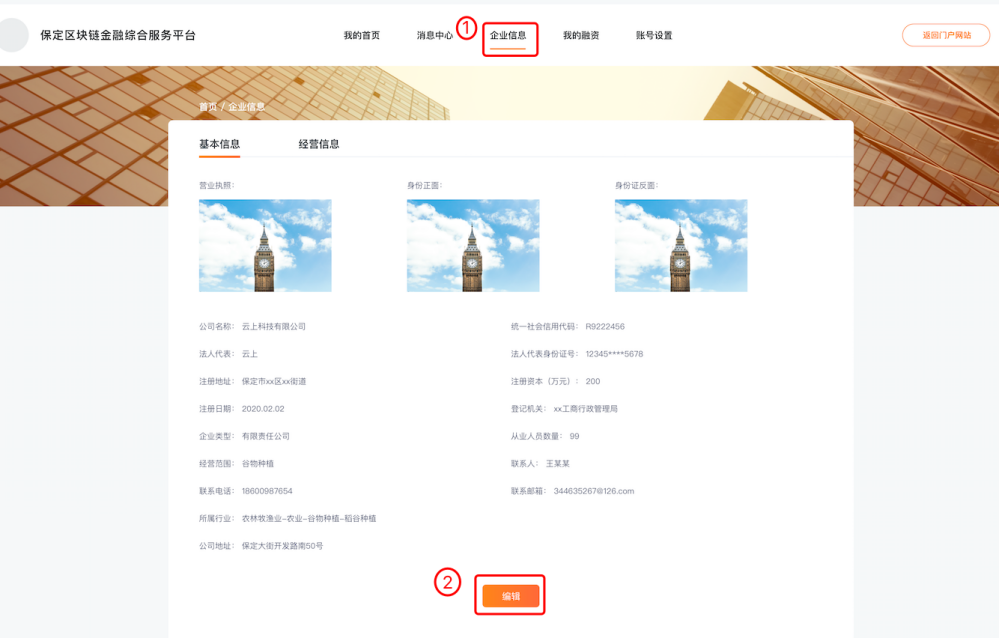 保定区块链金融综合服务平台 我的首页 消息中心 ① 企业信息 我的融资 账号设置 返回门户网站
首页 / 企业信息
基本信息 经营信息
营业执照: 身份正面: 身份证反面:
公司名称: 云上科技有限公司 统一社会信用代码: R9222456
法人代表: 云上 法人代表身份证号: 12345****5678
注册地址: 保定市xx区xx街道 注册资本（万元）: 200
注册日期: 2020.02.02 登记机关: xx工商行政管理局
企业类型: 有限责任公司 从业人员数量: 99
经营范围: 谷物种植 联系人: 王某某
联系电话: 18600987654 联系邮箱: 344635267@126.com
所属行业: 农林牧渔业-农业-谷物种植-稻谷种植
公司地址: 保定大街开发路南50号
② 编辑